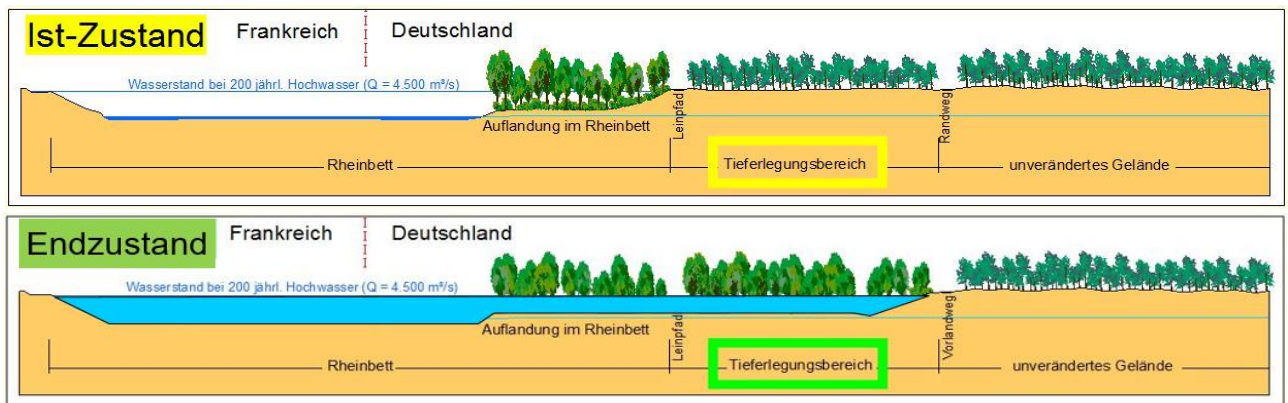 Ist-Zustand
Frankreich
Deutschland
Wasserstand bei 200 jährl. Hochwasser (Q = 4.500 m³/s)
Auflandung im Rheinbett
Leinpfad
Randweg
Rheinbett
Tieferlegungsbereich
unverändertes Gelände
Endzustand
Frankreich
Deutschland
Wasserstand bei 200 jährl. Hochwasser (Q = 4.500 m³/s)
Auflandung im Rheinbett
Leinpfad
Vorlandweg
Rheinbett
Tieferlegungsbereich
unverändertes Gelände